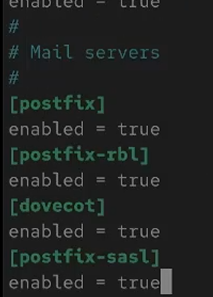 enabled = true
#
# Mail servers
#
[postfix]
enabled = true
[postfix-rbl]
enabled = true
[dovecot]
enabled = true
[postfix-sasl]
enabled = true